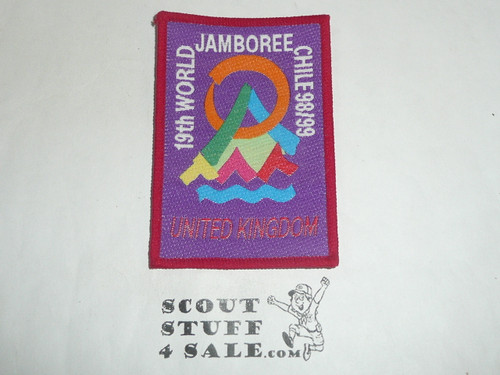 19th WORLD JAMBOREE CHILE 98/99
UNITED KINGDOM
SCOUT
STUFF
4 SALE.com